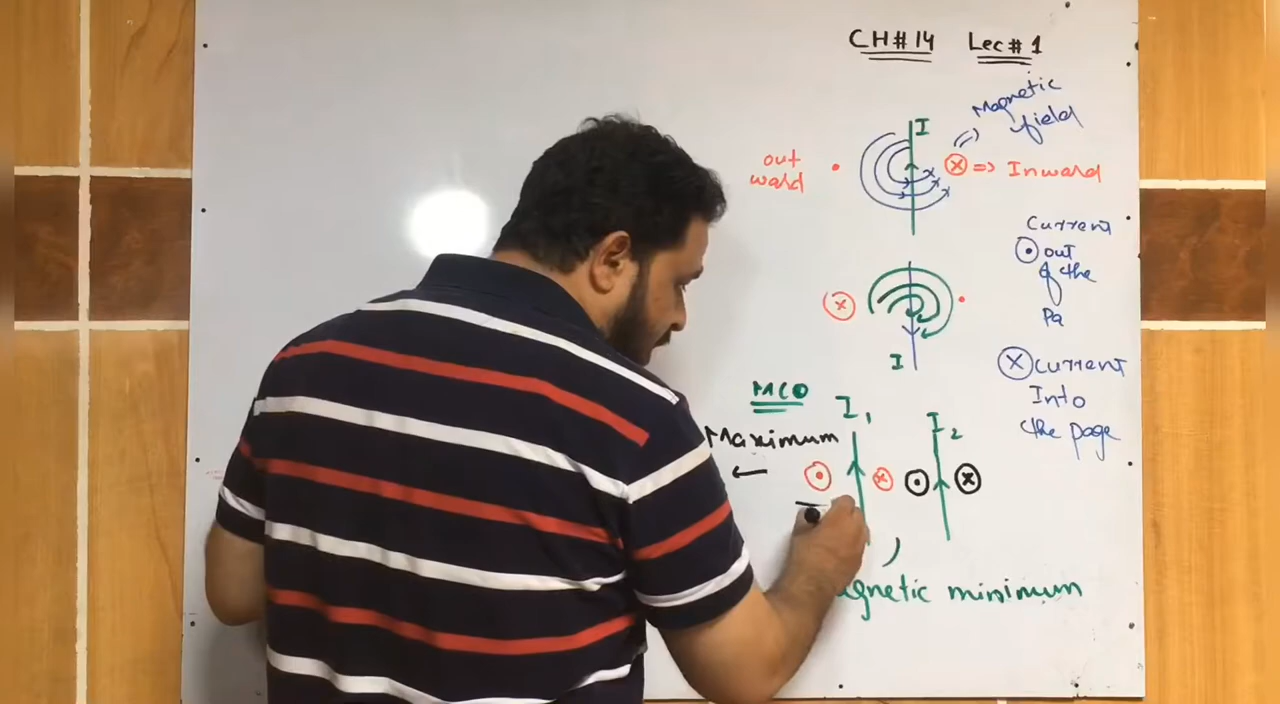 CH#14 Lec#1
Magnetic
field
I
out
ward
x => Inward
Current
out
of the
Pa
x
I
x current
Into
the page
MCQ
I1
I2
Maximum
x
x
gnetic minimum